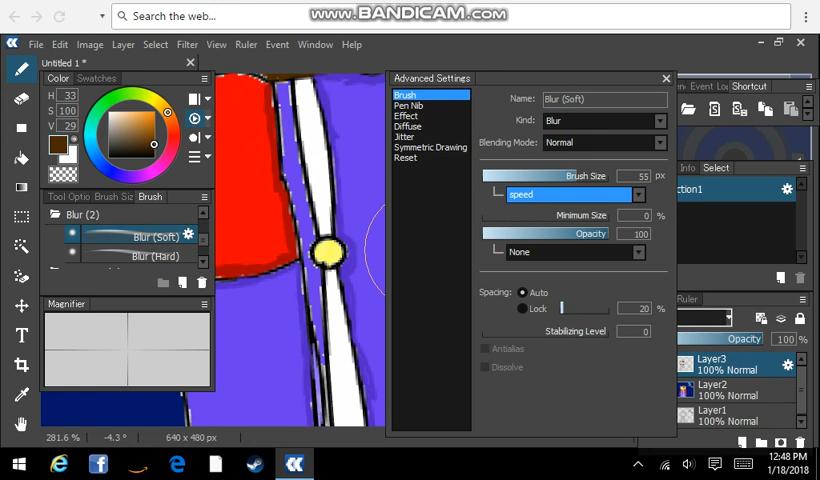 www.BANDICAM.com
Search the web...
File Edit Image Layer Select Filter View Ruler Event Window Help
Untitled 1 *
Color Swatches
H 33
S 100
V 29
Tool Optio Brush Siz Brush
Blur (2)
Blur (Soft)
Blur (Hard)
Magnifier
281.6 % -4.3 ° 640 x 480 px
Advanced Settings
Brush
Pen Nib
Effect
Diffuse
Jitter
Symmetric Drawing
Reset
Name: Blur (Soft)
Kind: Blur
Blending Mode: Normal
Brush Size 55 px
speed
Minimum Size 0 %
Opacity 100
None
Spacing: Auto
Lock 20 %
Stabilizing Level 0
Antialias
Dissolve
Event Lo Shortcut
Info Select
ction1
Ruler
Opacity 100 %
Layer3
100% Normal
Layer2
100% Normal
Layer1
100% Normal
12:48 PM
1/18/2018